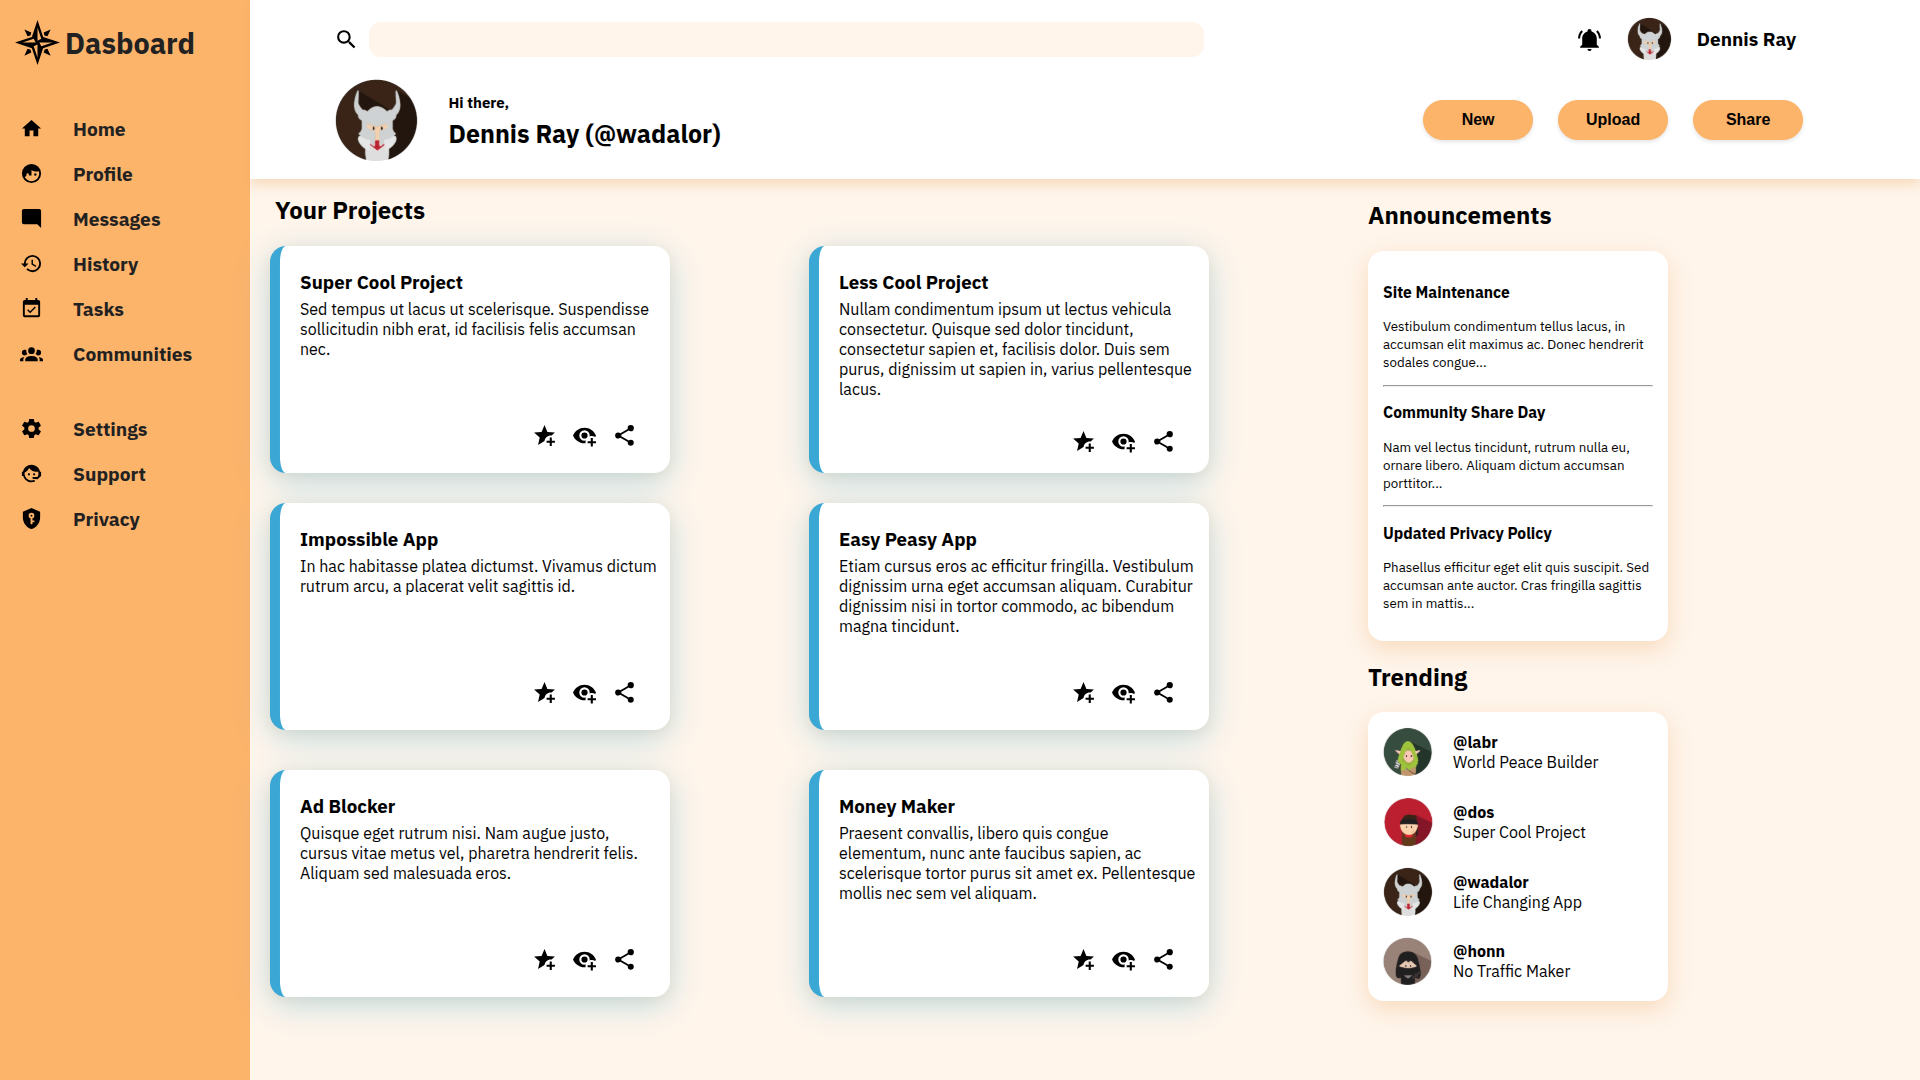 Dasboard
Home
Profile
Messages
History
Tasks
Communities
Settings
Support
Privacy
Dennis Ray
Hi there,
Dennis Ray (@wadalor)
New
Upload
Share
Your Projects
Super Cool Project
Sed tempus ut lacus ut scelerisque. Suspendisse
sollicitudin nibh erat, id facilisis felis accumsan
nec.
Less Cool Project
Nullam condimentum ipsum ut lectus vehicula
consectetur. Quisque sed dolor tincidunt,
consectetur sapien et, facilisis dolor. Duis sem
purus, dignissim ut sapien in, varius pellentesque
lacus.
Impossible App
In hac habitasse platea dictumst. Vivamus dictum
rutrum arcu, a placerat velit sagittis id.
Easy Peasy App
Etiam cursus eros ac efficitur fringilla. Vestibulum
dignissim urna eget accumsan aliquam. Curabitur
dignissim nisi in tortor commodo, ac bibendum
magna tincidunt.
Ad Blocker
Quisque eget rutrum nisi. Nam augue justo,
cursus vitae metus vel, pharetra hendrerit felis.
Aliquam sed malesuada eros.
Money Maker
Praesent convallis, libero quis congue
elementum, nunc ante faucibus sapien, ac
scelerisque tortor purus sit amet ex. Pellentesque
mollis nec sem vel aliquam.
Announcements
Site Maintenance
Vestibulum condimentum tellus lacus, in
accumsan elit maximus ac. Donec hendrerit
sodales congue...
Community Share Day
Nam vel lectus tincidunt, rutrum nulla eu,
ornare libero. Aliquam dictum accumsan
porttitor...
Updated Privacy Policy
Phasellus efficitur eget elit quis suscipit. Sed
accumsan ante auctor. Cras fringilla sagittis
sem in mattis...
Trending
@labr
World Peace Builder
@dos
Super Cool Project
@wadalor
Life Changing App
@honn
No Traffic Maker